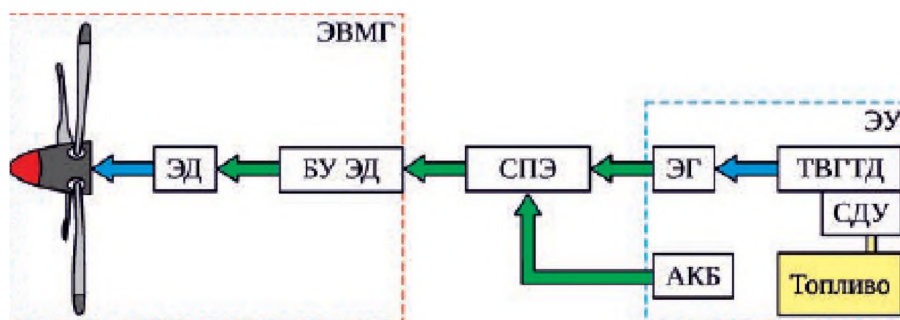 ЭВМГ
ЭУ
ЭД
БУ ЭД
СПЭ
ЭГ
ТВГТД
СДУ
АКБ
Топливо